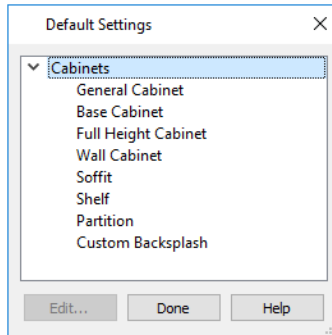 Default Settings
Cabinets
General Cabinet
Base Cabinet
Full Height Cabinet
Wall Cabinet
Soffit
Shelf
Partition
Custom Backsplash
Edit... Done Help